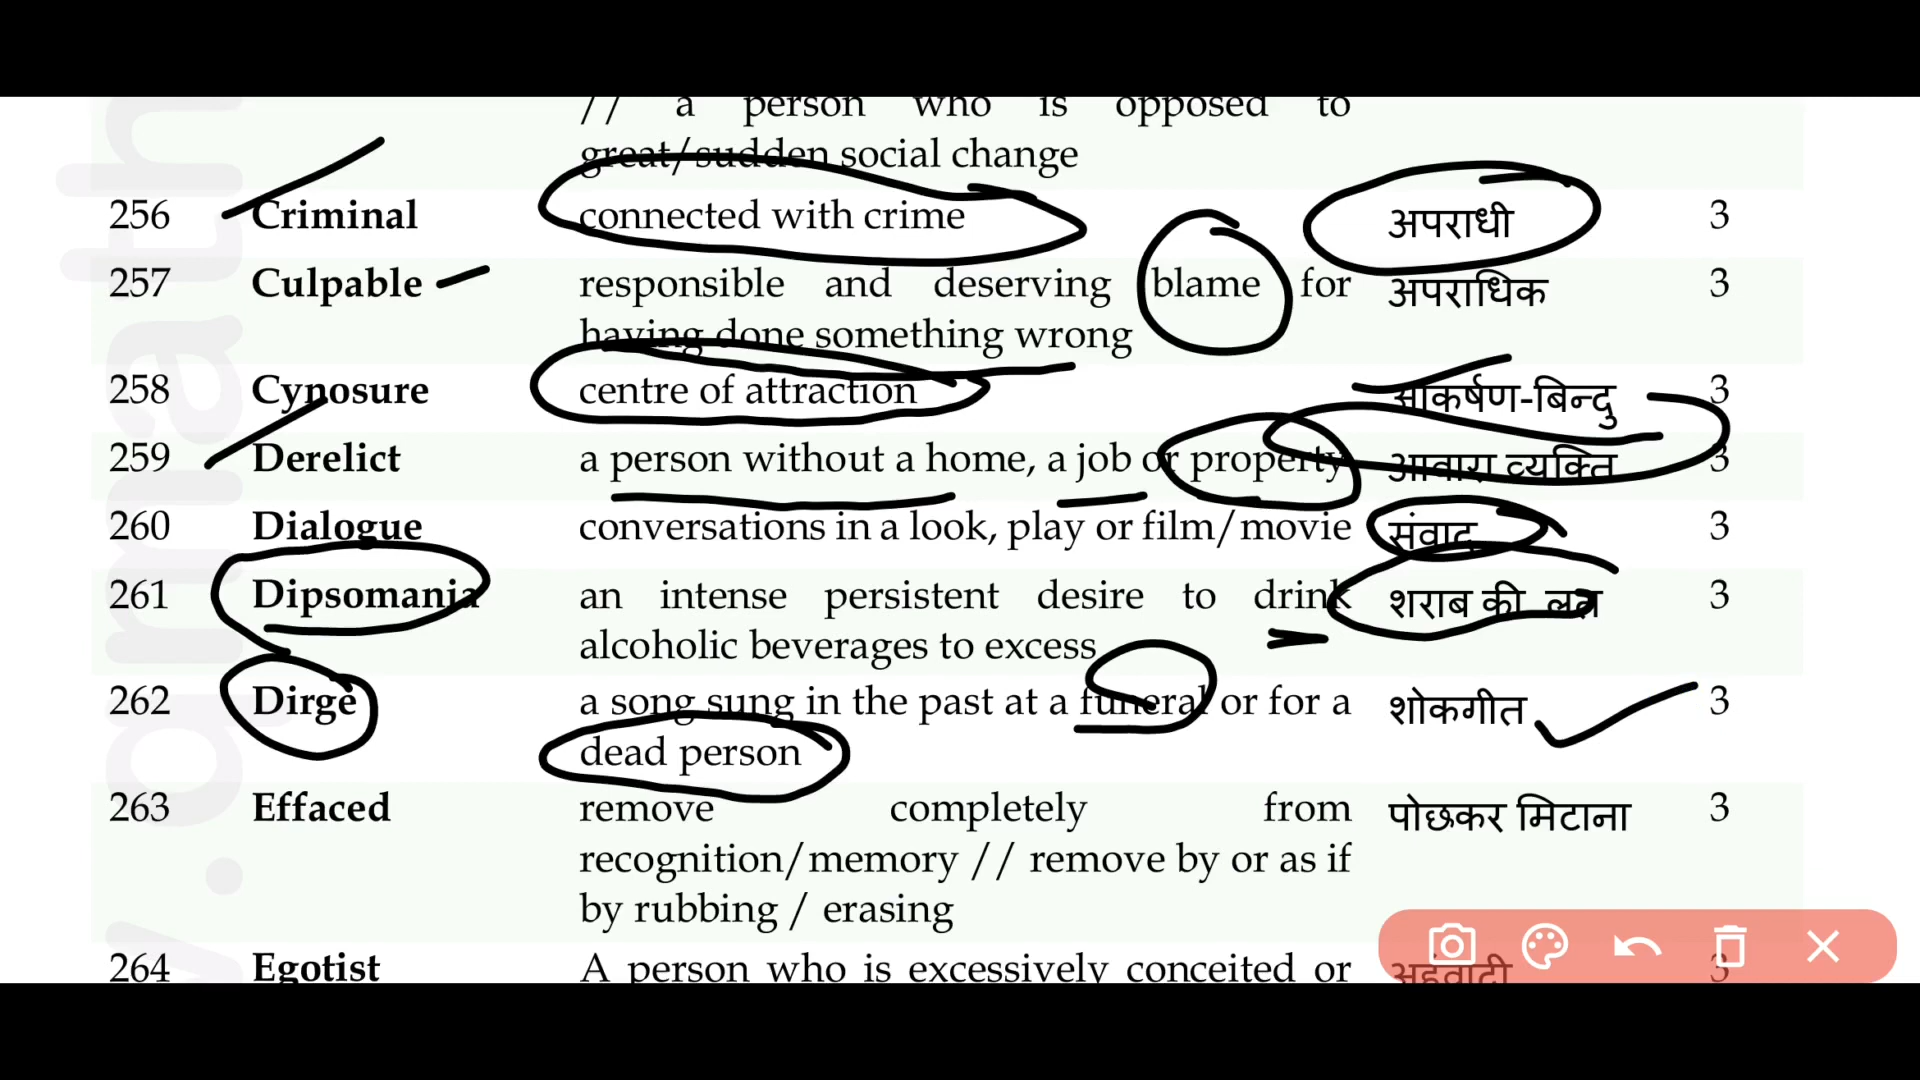 // a person who is opposed to
great/sudden social change
256 Criminal connected with crime अपराधी 3
257 Culpable responsible and deserving blame for अपराधिक 3
having done something wrong
258 Cynosure centre of attraction आकर्षण-बिन्दु 3
259 Derelict a person without a home, a job or property आवारा व्यक्ति 3
260 Dialogue conversations in a look, play or film/movie संवाद 3
261 Dipsomania an intense persistent desire to drink शराब की लत 3
alcoholic beverages to excess
262 Dirge a song sung in the past at a funeral or for a शोकगीत 3
dead person
263 Effaced remove completely from पोछकर मिटाना 3
recognition/memory // remove by or as if
by rubbing / erasing
264 Egotist A person who is excessively conceited or अहंवादी 3